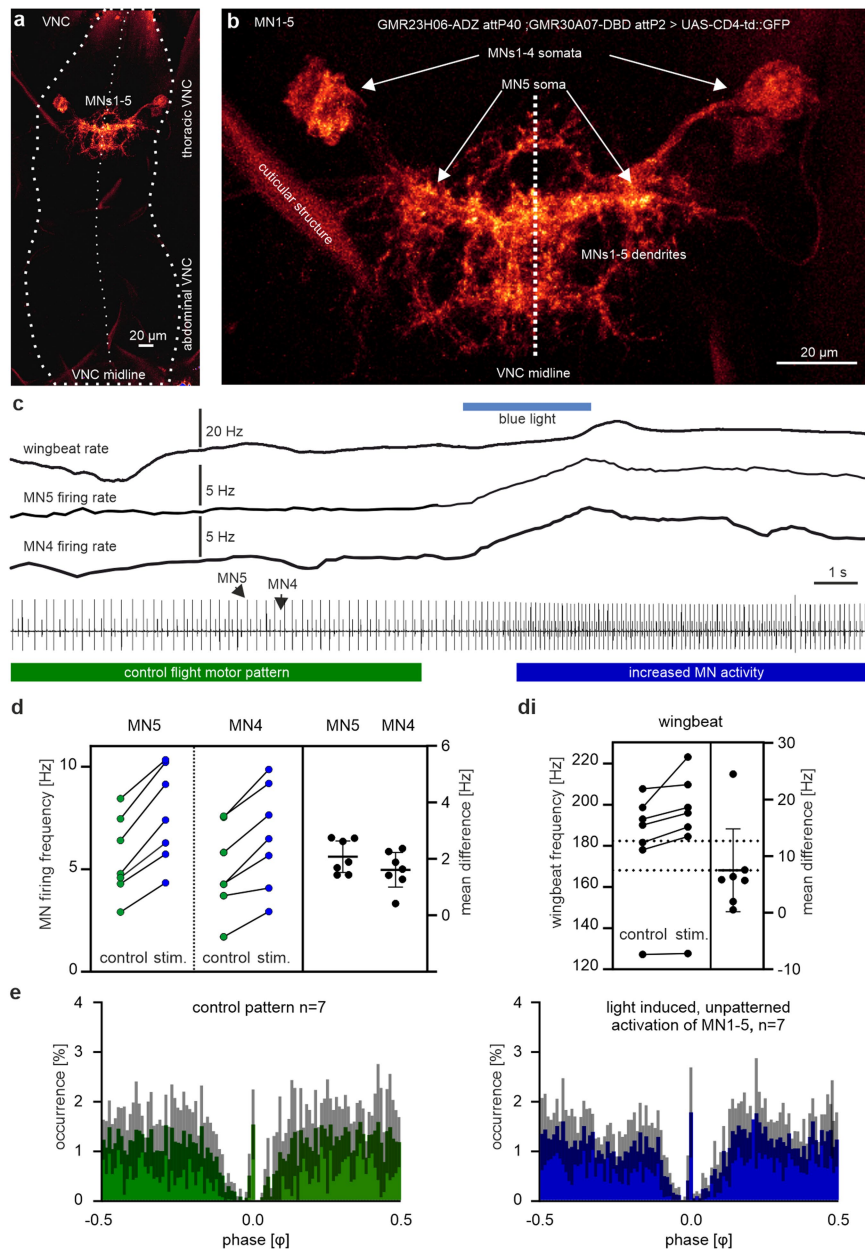 a
VNC
MNs1-5
thoracic VNC
abdominal VNC
20 µm
VNC midline
b
MN1-5
GMR23H06-ADZ attP40 ;GMR30A07-DBD attP2 > UAS-CD4-td::GFP
MNs1-4 somata
MN5 soma
cuticular structure
MNs1-5 dendrites
VNC midline
20 µm
c
blue light
20 Hz
wingbeat rate
5 Hz
MN5 firing rate
5 Hz
MN4 firing rate
1 s
MN5
MN4
control flight motor pattern
increased MN activity
d
MN5
MN4
MN5
MN4
MN firing frequency [Hz]
10
5
0
control stim.
control stim.
6
4
2
0
mean difference [Hz]
di
wingbeat
wingbeat frequency [Hz]
220
200
180
160
140
120
control stim.
30
20
10
0
-10
mean difference [Hz]
e
control pattern n=7
occurrence [%]
4
3
2
1
0
-0.5
0.0
0.5
phase [φ]
light induced, unpatterned
activation of MN1-5, n=7
occurrence [%]
4
3
2
1
0
-0.5
0.0
0.5
phase [φ]